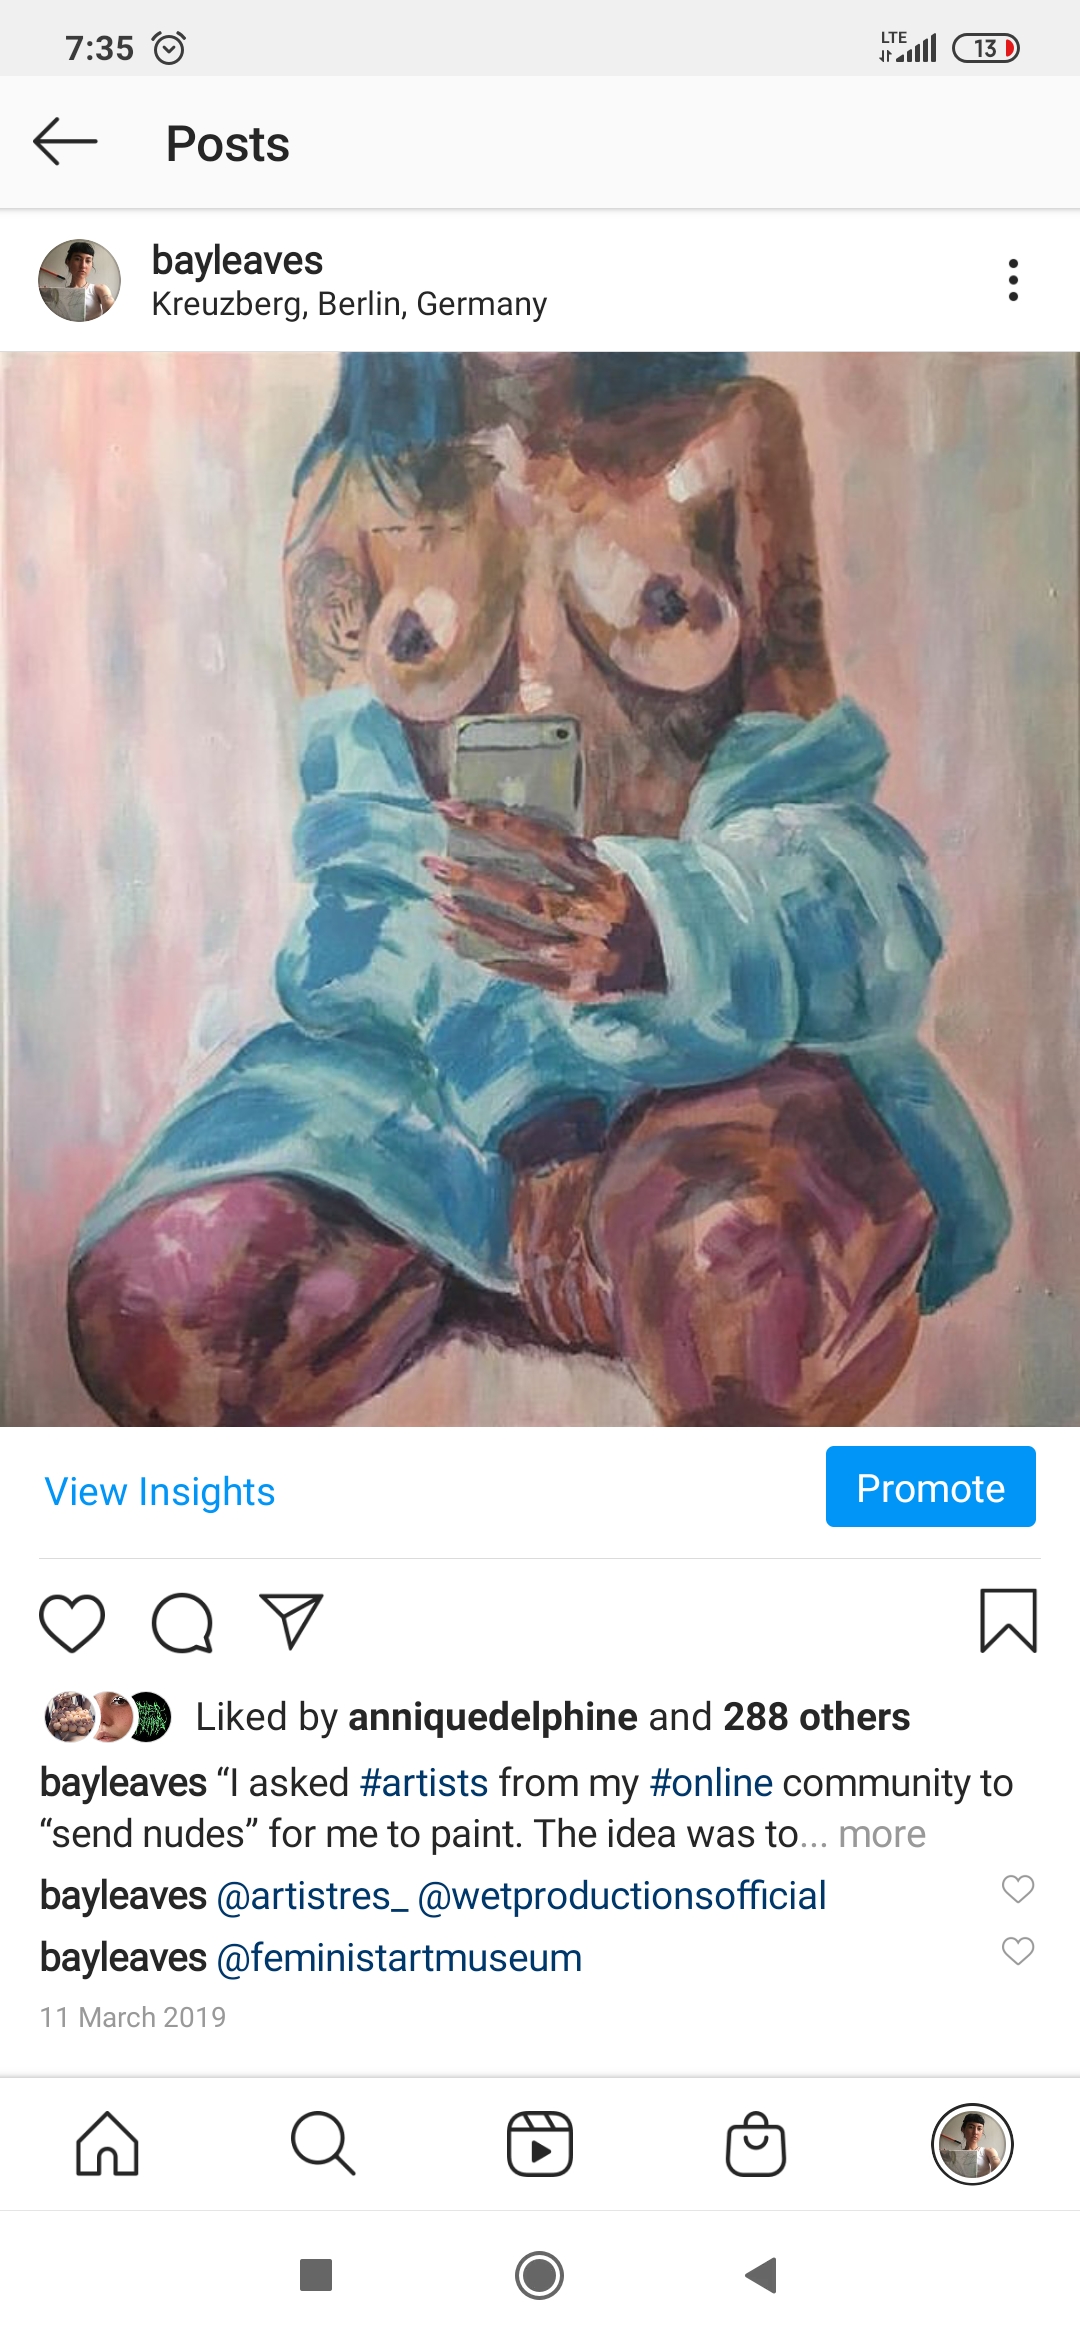 7:35
LTE
13
Posts
bayleaves
Kreuzberg, Berlin, Germany
View Insights
Promote
Liked by anniquedelphine and 288 others
bayleaves “I asked #artists from my #online community to
“send nudes” for me to paint. The idea was to... more
bayleaves @artistres_ @wetproductionsofficial
bayleaves @feministartmuseum
11 March 2019